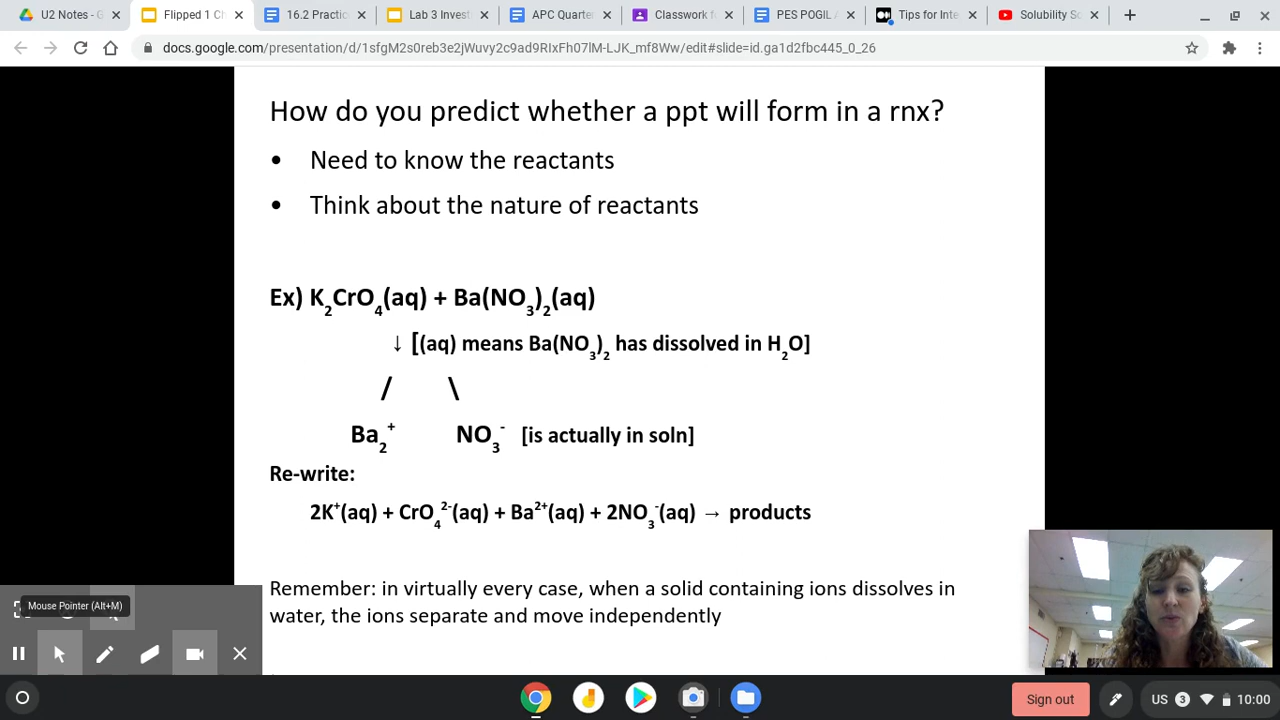 U2 Notes - G
Flipped 1 Ch
16.2 Practic
Lab 3 Invest
APC Quarter
Classwork f
PES POGIL A
Tips for Inte
Solubility So
docs.google.com/presentation/d/1sfgM2s0reb3e2jWuvy2c9ad9RIxFh07lM-LJK_mf8Ww/edit#slide=id.ga1d2fbc445_0_26
How do you predict whether a ppt will form in a rnx?
• Need to know the reactants
• Think about the nature of reactants
Ex) K₂CrO₄(aq) + Ba(NO₃)₂(aq)
↓ [(aq) means Ba(NO₃)₂ has dissolved in H₂O]
/ \
Ba₂⁺ NO₃⁻ [is actually in soln]
Re-write:
2K⁺(aq) + CrO₄²⁻(aq) + Ba²⁺(aq) + 2NO₃⁻(aq) → products
Remember: in virtually every case, when a solid containing ions dissolves in
water, the ions separate and move independently
Mouse Pointer (Alt+M)
Sign out
US 3 10:00